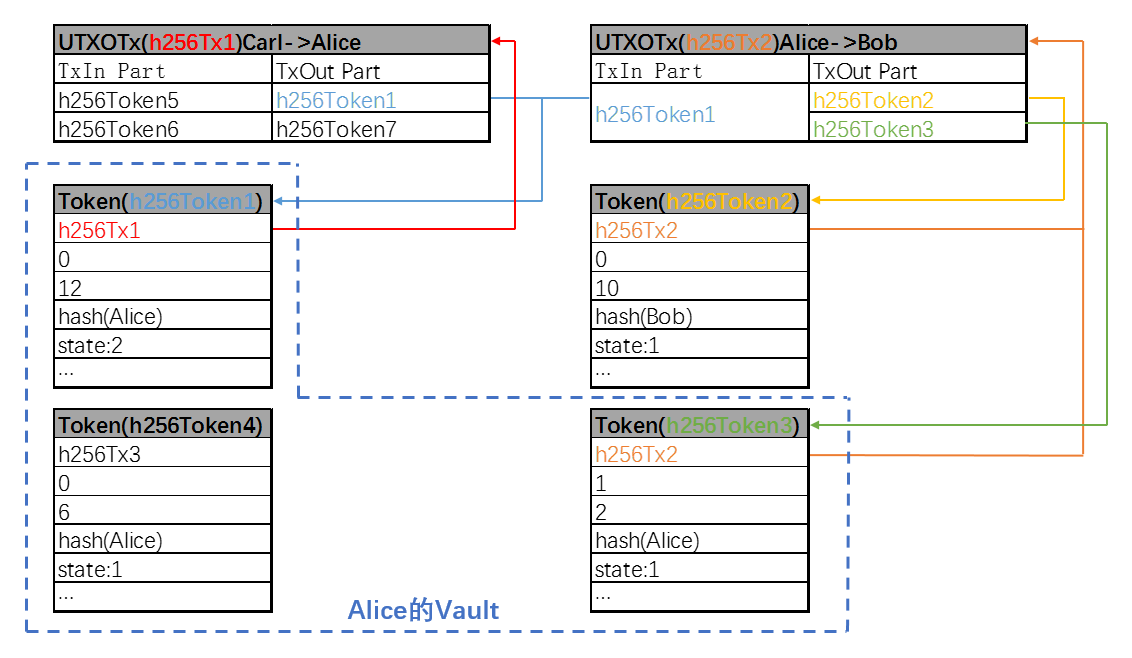 UTXOTx(h256Tx1)Carl->Alice
TxIn Part TxOut Part
h256Token5 h256Token1
h256Token6 h256Token7
UTXOTx(h256Tx2)Alice->Bob
TxIn Part TxOut Part
h256Token1 h256Token2
h256Token3
Token(h256Token1)
h256Tx1
0
12
hash(Alice)
state:2
...
Token(h256Token2)
h256Tx2
0
10
hash(Bob)
state:1
...
Token(h256Token4)
h256Tx3
0
6
hash(Alice)
state:1
...
Token(h256Token3)
h256Tx2
1
2
hash(Alice)
state:1
...
Alice的Vault